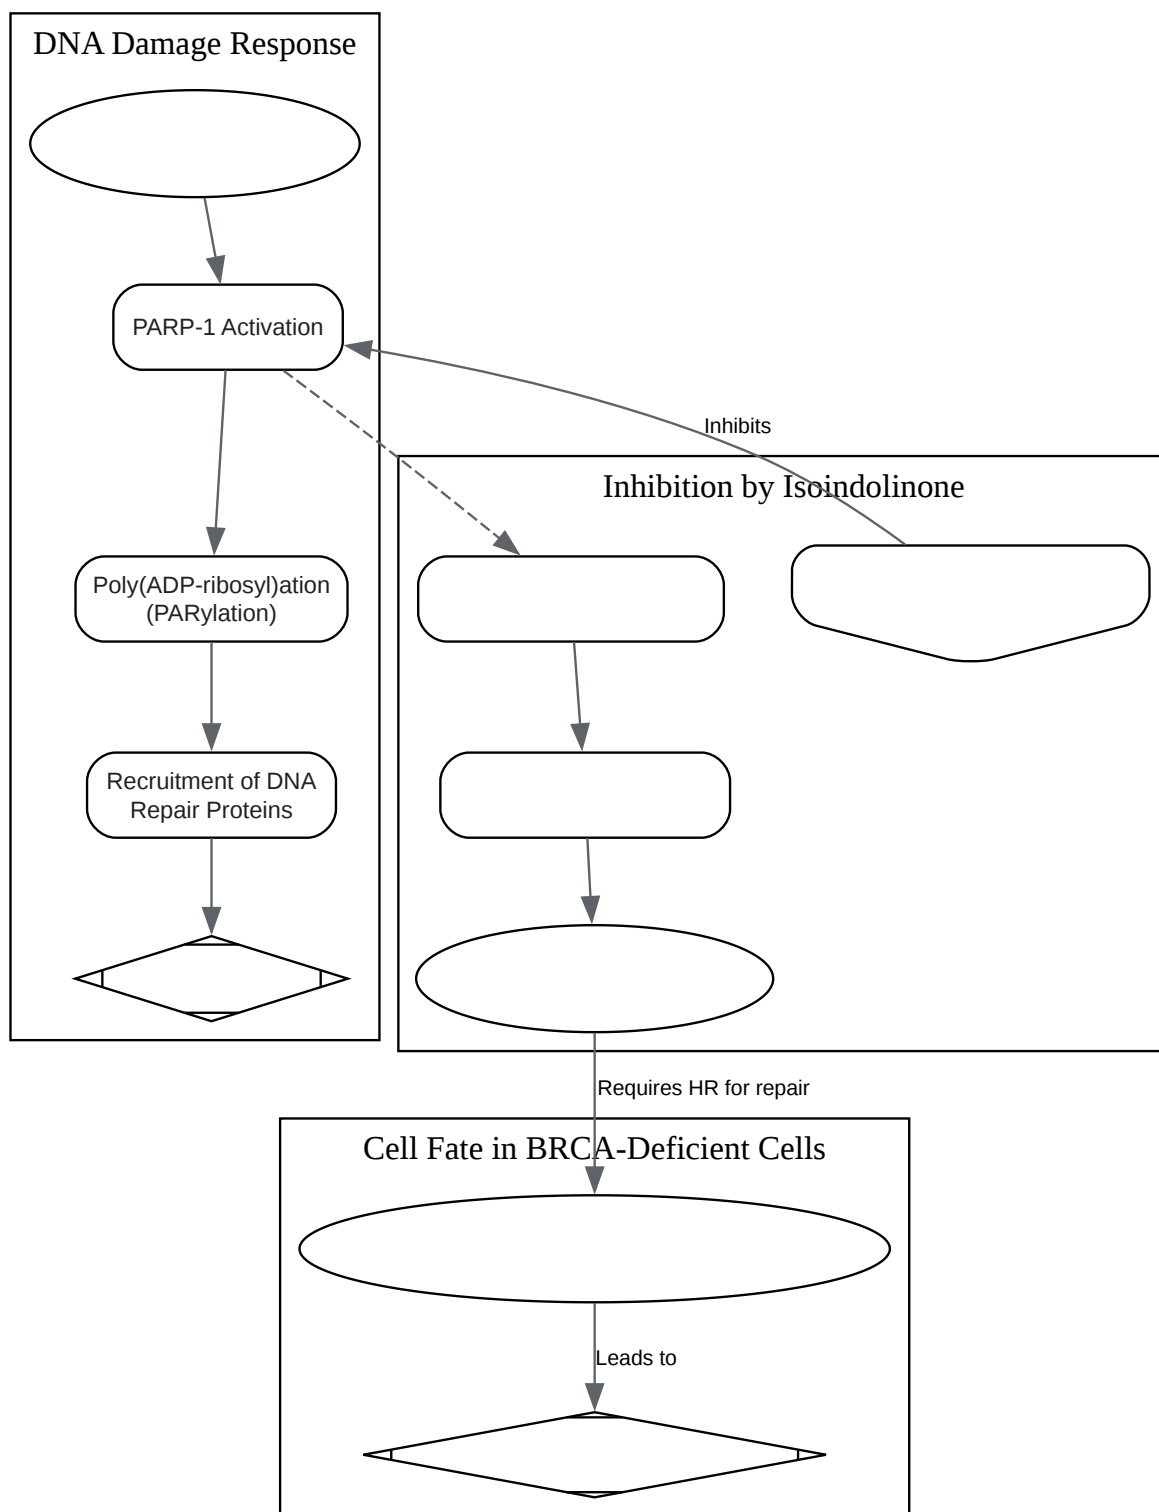 DNA Damage Response
PARP-1 Activation
Inhibits
Inhibition by Isoindolinone
Poly(ADP-ribosyl)ation
(PARylation)
Recruitment of DNA
Repair Proteins
Requires HR for repair
Cell Fate in BRCA-Deficient Cells
Leads to